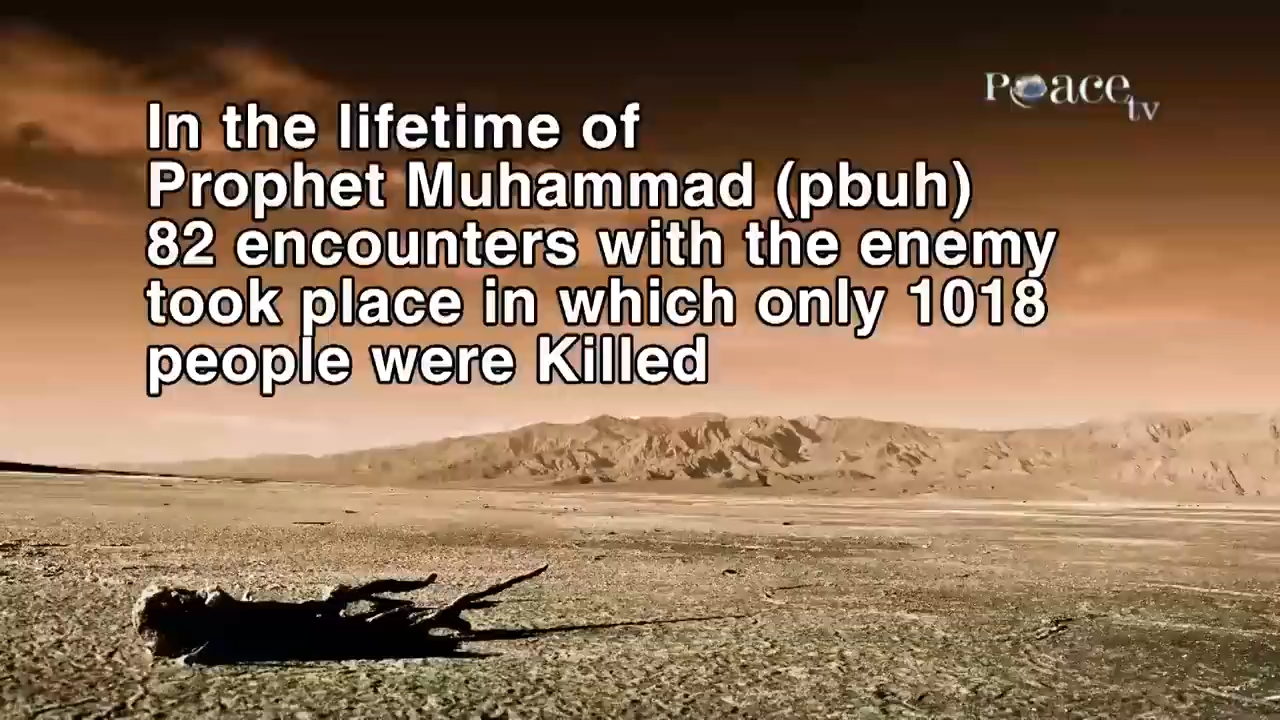 Peace tv
In the lifetime of
Prophet Muhammad (pbuh)
82 encounters with the enemy
took place in which only 1018
people were Killed